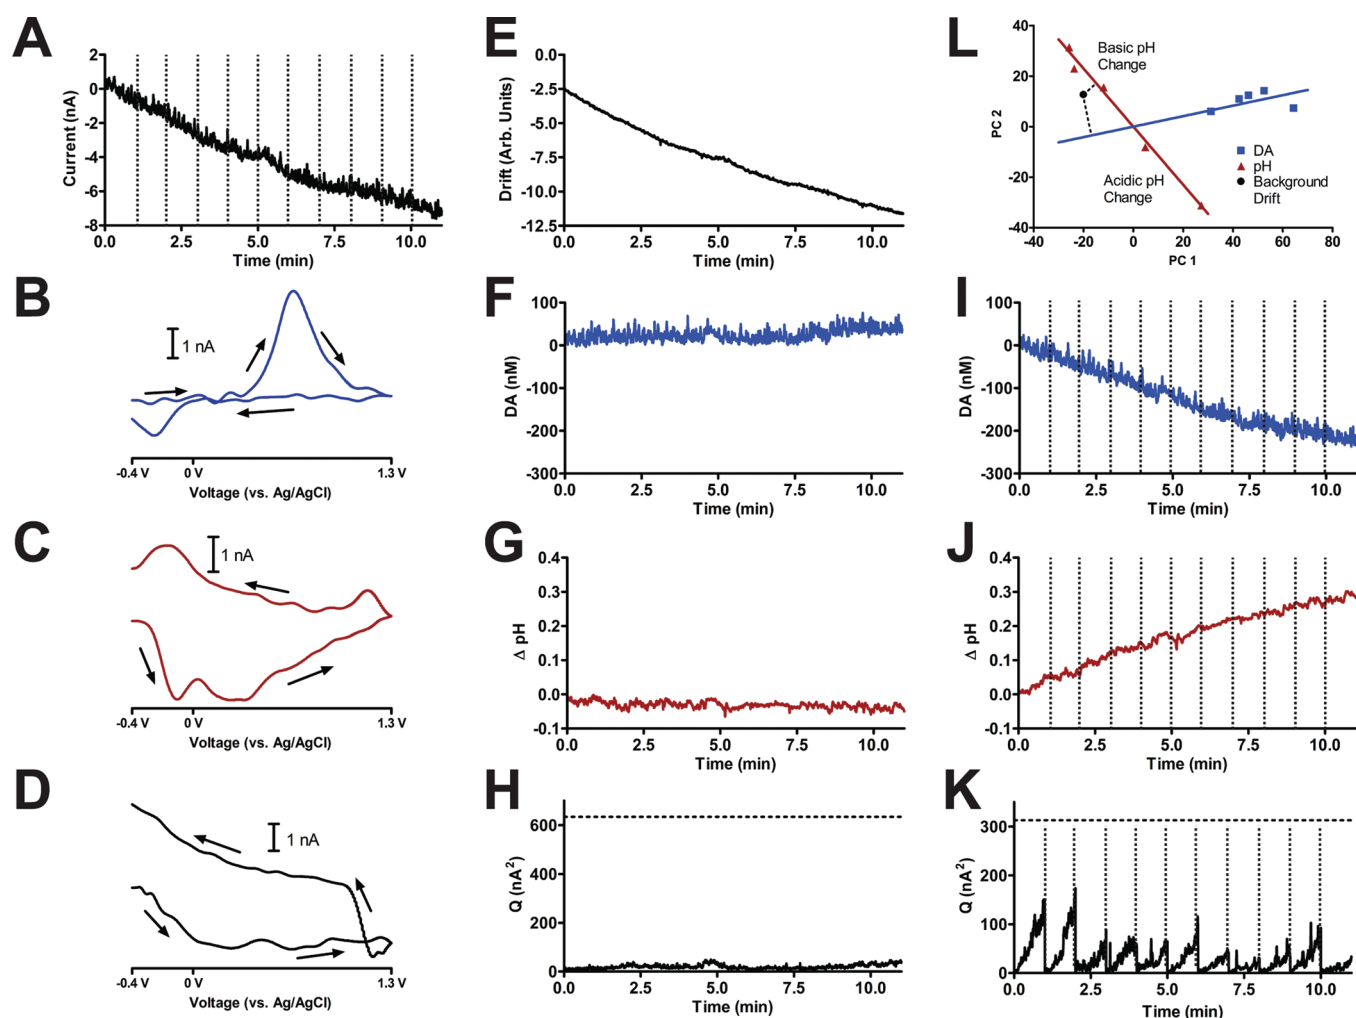 A
2
0
-2
-4
-6
-8
Current (nA)
0.0 2.5 5.0 7.5 10.0
Time (min)
E
0.0
-2.5
-5.0
-7.5
-10.0
-12.5
Drift (Arb. Units)
0.0 2.5 5.0 7.5 10.0
Time (min)
L
40
20
0
-20
-40
PC 2
Basic pH
Change
Acidic pH
Change
DA
pH
Background
Drift
-40 -20 0 20 40 60 80
PC 1
B
1 nA
-0.4 V 0 V 1.3 V
Voltage (vs. Ag/AgCl)
F
100
0
-100
-200
-300
DA (nM)
0.0 2.5 5.0 7.5 10.0
Time (min)
I
100
0
-100
-200
-300
DA (nM)
0.0 2.5 5.0 7.5 10.0
Time (min)
C
1 nA
-0.4 V 0 V 1.3 V
Voltage (vs. Ag/AgCl)
G
0.4
0.3
0.2
0.1
0.0
-0.1
Δ pH
0.0 2.5 5.0 7.5 10.0
Time (min)
J
0.4
0.3
0.2
0.1
0.0
-0.1
Δ pH
0.0 2.5 5.0 7.5 10.0
Time (min)
D
1 nA
-0.4 V 0 V 1.3 V
Voltage (vs. Ag/AgCl)
H
600
400
200
0
Q (nA²)
0.0 2.5 5.0 7.5 10.0
Time (min)
K
300
200
100
0
Q (nA²)
0.0 2.5 5.0 7.5 10.0
Time (min)